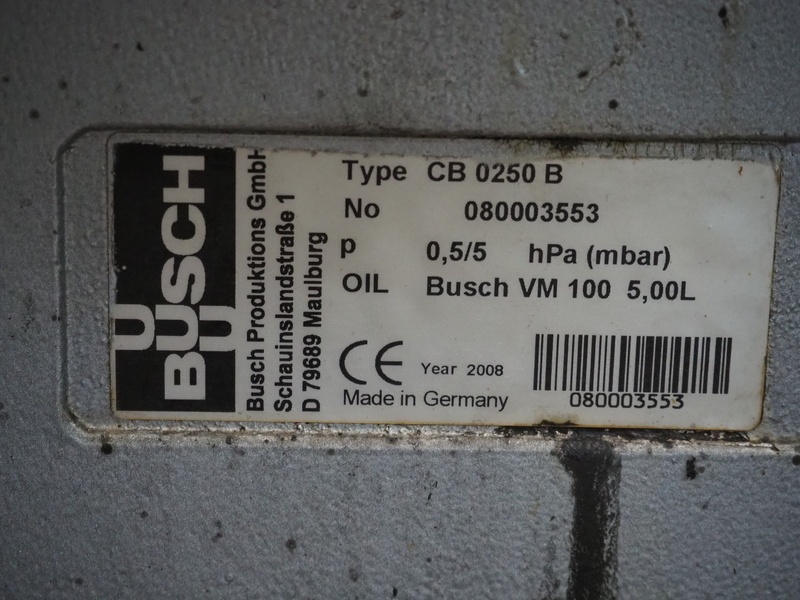 BUSCH
Busch Produktions GmbH
Schauinslandstraße 1
D 79689 Maulburg
Type CB 0250 B
No 080003553
p 0,5/5 hPa (mbar)
OIL Busch VM 100 5,00L
CE Year 2008
Made in Germany
080003553